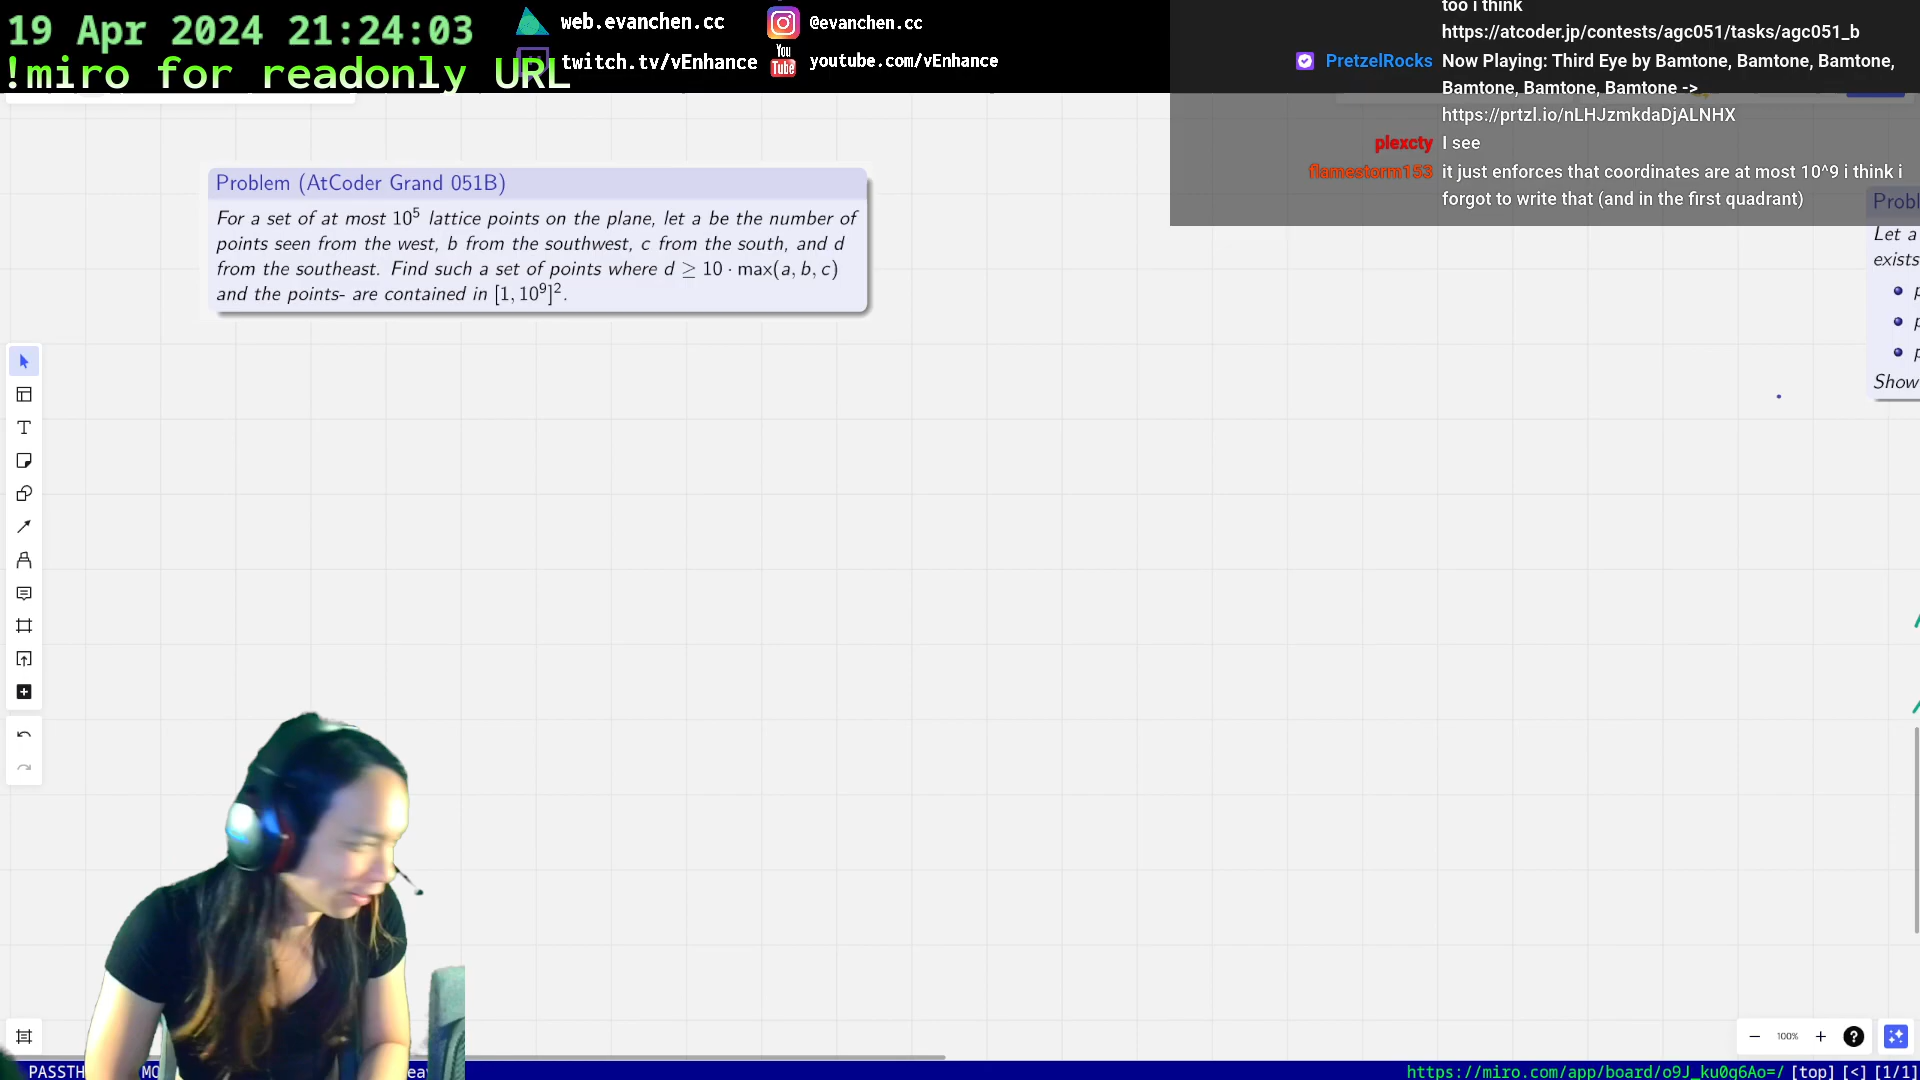 19 Apr 2024 21:24:03
!miro for readonly URL
web.evanchen.cc
@evanchen.cc
twitch.tv/vEnhance
You Tube
youtube.com/vEnhance
too i think
https://atcoder.jp/contests/agc051/tasks/agc051_b
PretzelRocks Now Playing: Third Eye by Bamtone, Bamtone, Bamtone,
Bamtone, Bamtone, Bamtone ->
https://prtzl.io/nLHJzmkdaDjALNHX
plexcty I see
flamestorm153 it just enforces that coordinates are at most 10^9 i think i
forgot to write that (and in the first quadrant)
Problem (AtCoder Grand 051B)
For a set of at most 10⁵ lattice points on the plane, let a be the number of
points seen from the west, b from the southwest, c from the south, and d
from the southeast. Find such a set of points where d ≥ 10 · max(a, b, c)
and the points- are contained in [1, 10⁹]².
Probl
Let a
exists
Show
100%
PASSTH
MO
https://miro.com/app/board/o9J_ku0q6Ao=/ [top] [<] [1/1]